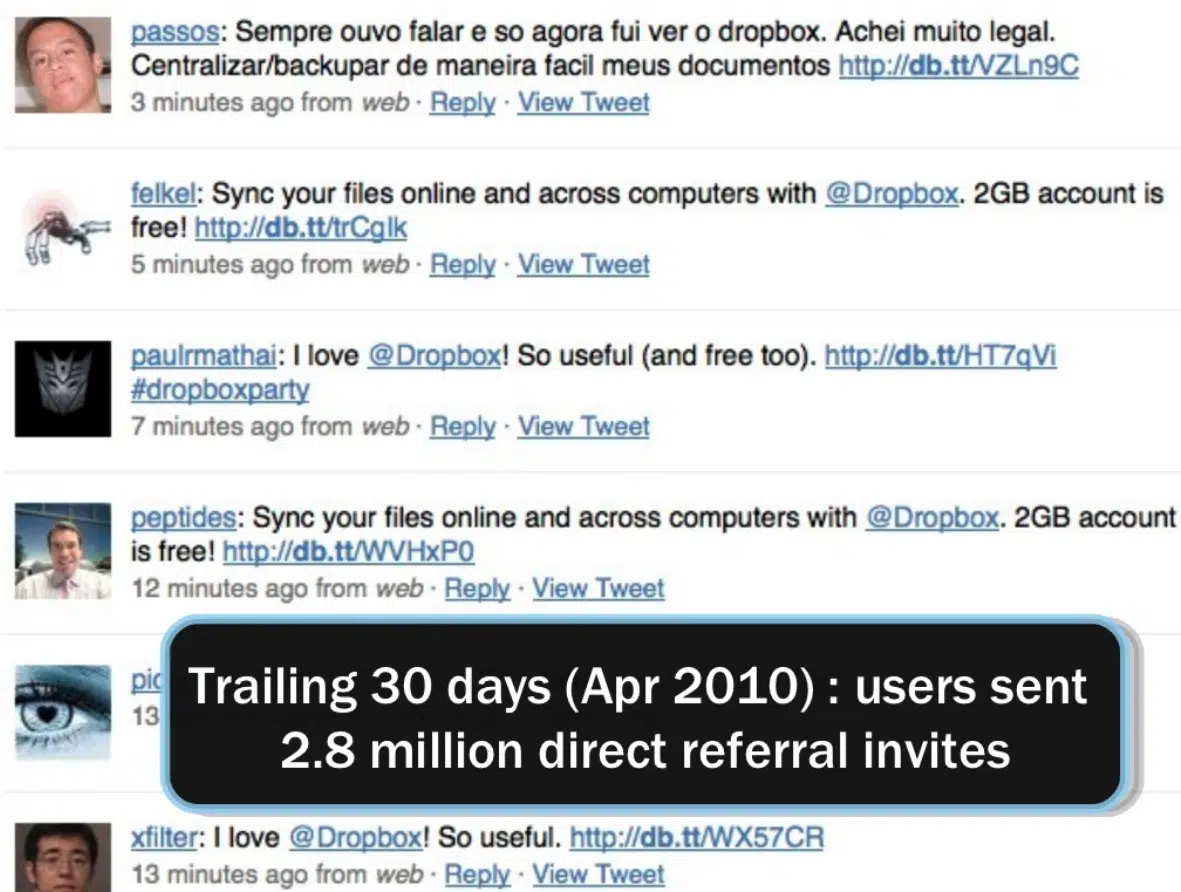 passos: Sempre ouvo falar e so agora fui ver o dropbox. Achei muito legal.
Centralizar/backupar de maneira facil meus documentos http://db.tt/VZLn9C
3 minutes ago from web · Reply · View Tweet
felkel: Sync your files online and across computers with @Dropbox. 2GB account is
free! http://db.tt/trCglk
5 minutes ago from web · Reply · View Tweet
paulrmathai: I love @Dropbox! So useful (and free too). http://db.tt/HT7qVi
#dropboxparty
7 minutes ago from web · Reply · View Tweet
peptides: Sync your files online and across computers with @Dropbox. 2GB account
is free! http://db.tt/WVHxP0
12 minutes ago from web · Reply · View Tweet
13
Trailing 30 days (Apr 2010) : users sent
2.8 million direct referral invites
xfilter: I love @Dropbox! So useful. http://db.tt/WX57CR
13 minutes ago from web · Reply · View Tweet